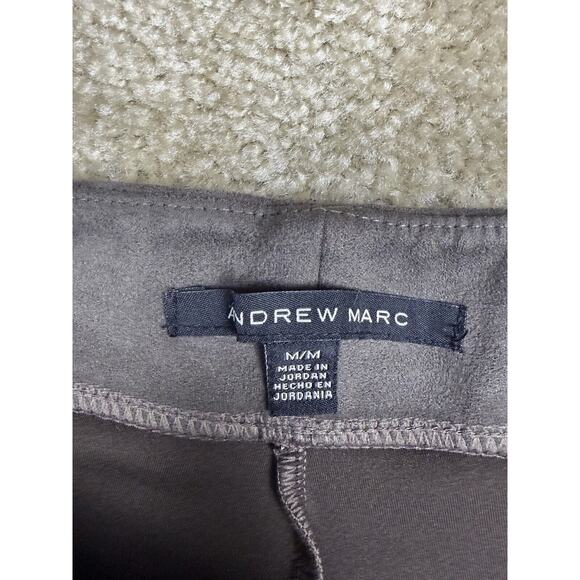 ANDREW MARC
M/M
MADE IN
JORDAN
HECHO EN
JORDANIA